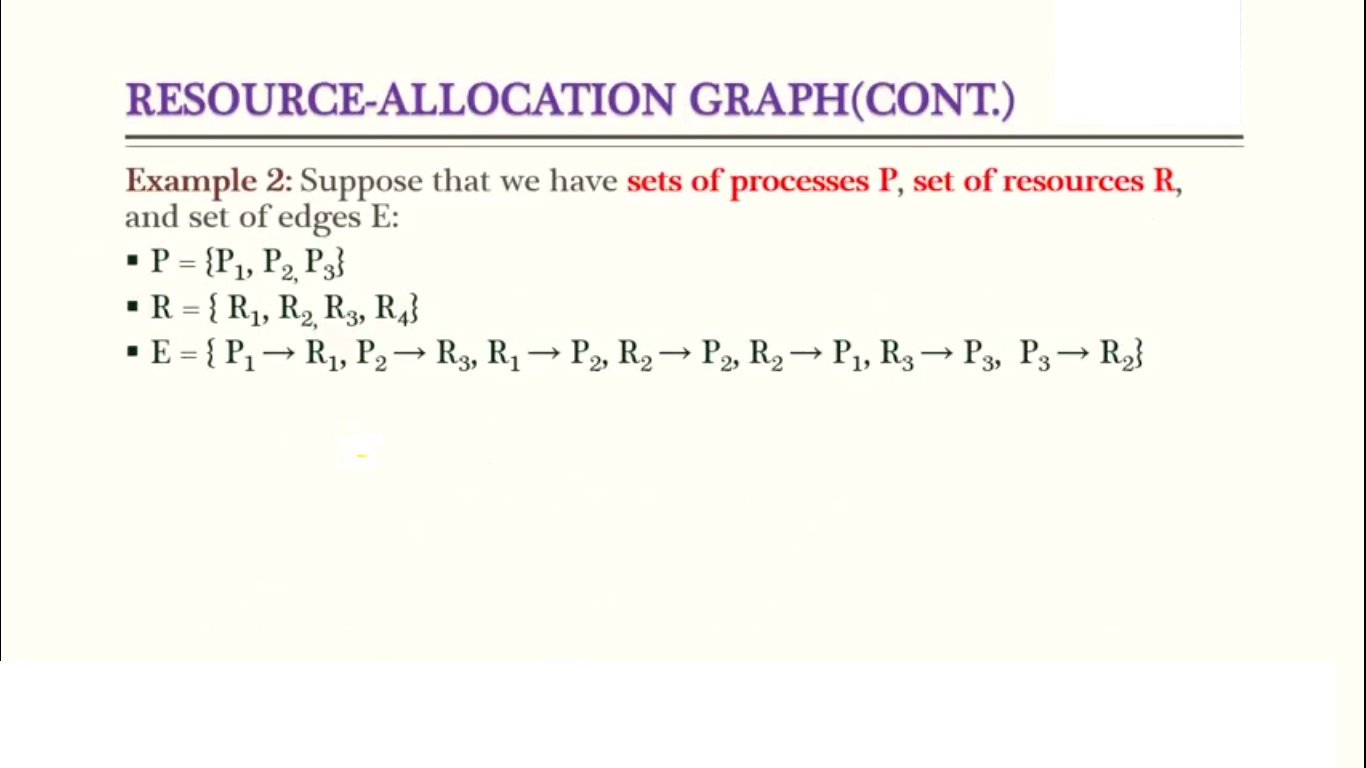 RESOURCE-ALLOCATION GRAPH(CONT.)
Example 2: Suppose that we have sets of processes P, set of resources R,
and set of edges E:
▪ P = {P₁, P₂, P₃}
▪ R = { R₁, R₂, R₃, R₄}
▪ E = { P₁ → R₁, P₂ → R₃, R₁ → P₂, R₂ → P₂, R₂ → P₁, R₃ → P₃, P₃ → R₂}